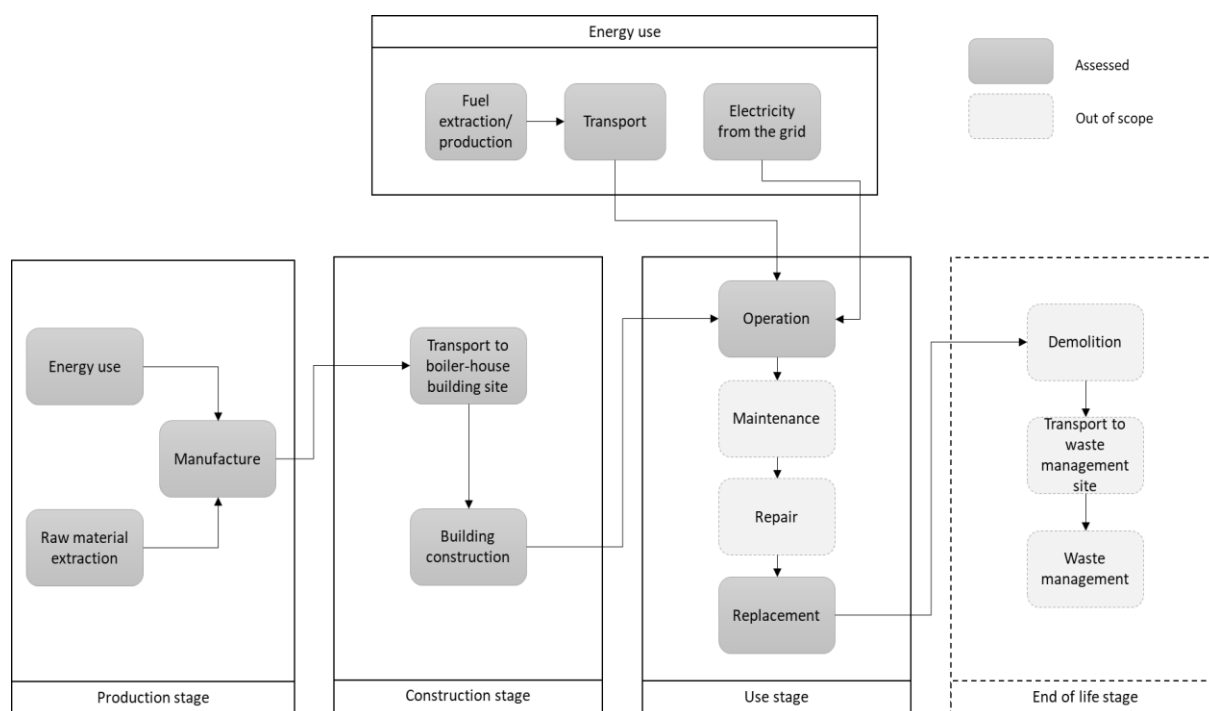 Energy use
Fuel
extraction/
production
Transport
Electricity
from the grid
Assessed
Out of scope
Energy use
Manufacture
Raw material
extraction
Production stage
Transport to
boiler-house
building site
Building
construction
Construction stage
Operation
Maintenance
Repair
Replacement
Use stage
Demolition
Transport to
waste
management
site
Waste
management
End of life stage